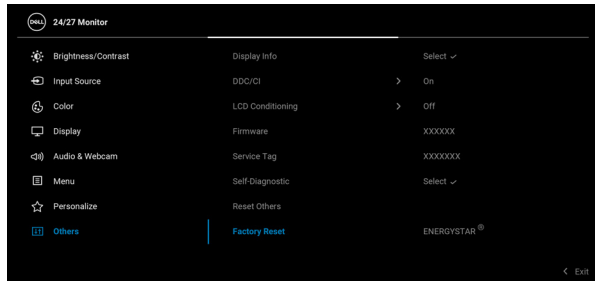 DELL 24/27 Monitor
Brightness/Contrast Display Info Select ✓
Input Source DDC/CI > On
Color LCD Conditioning > Off
Display Firmware XXXXXX
Audio & Webcam Service Tag XXXXXXX
Menu Self-Diagnostic Select ✓
Personalize Reset Others
Others Factory Reset ENERGYSTAR ®
< Exit